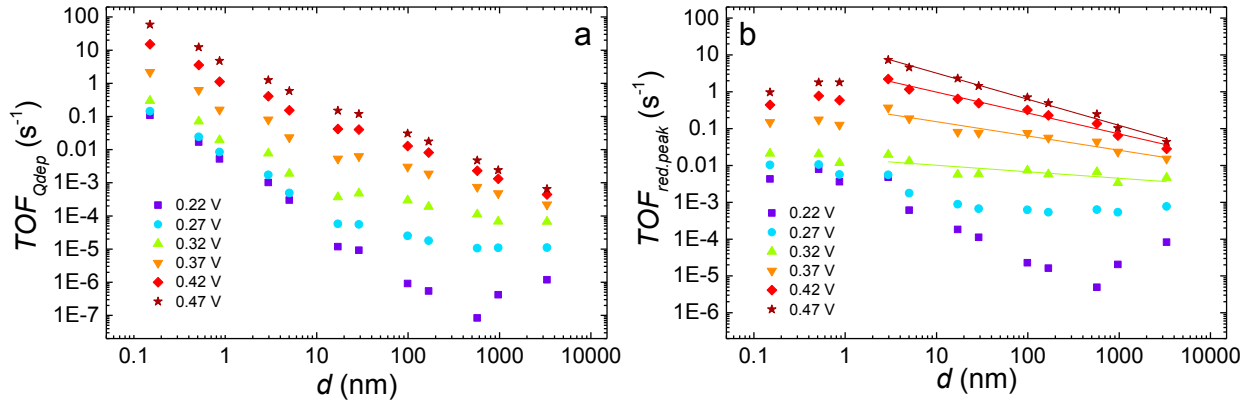 a
100
10
1
0.1
0.01
1E-3
1E-4
1E-5
1E-6
1E-7
TOF_Qdep (s⁻¹)
0.22 V
0.27 V
0.32 V
0.37 V
0.42 V
0.47 V
0.1 1 10 100 1000 10000
d (nm)
b
100
10
1
0.1
0.01
1E-3
1E-4
1E-5
1E-6
TOF_red,peak (s⁻¹)
0.22 V
0.27 V
0.32 V
0.37 V
0.42 V
0.47 V
0.1 1 10 100 1000 10000
d (nm)